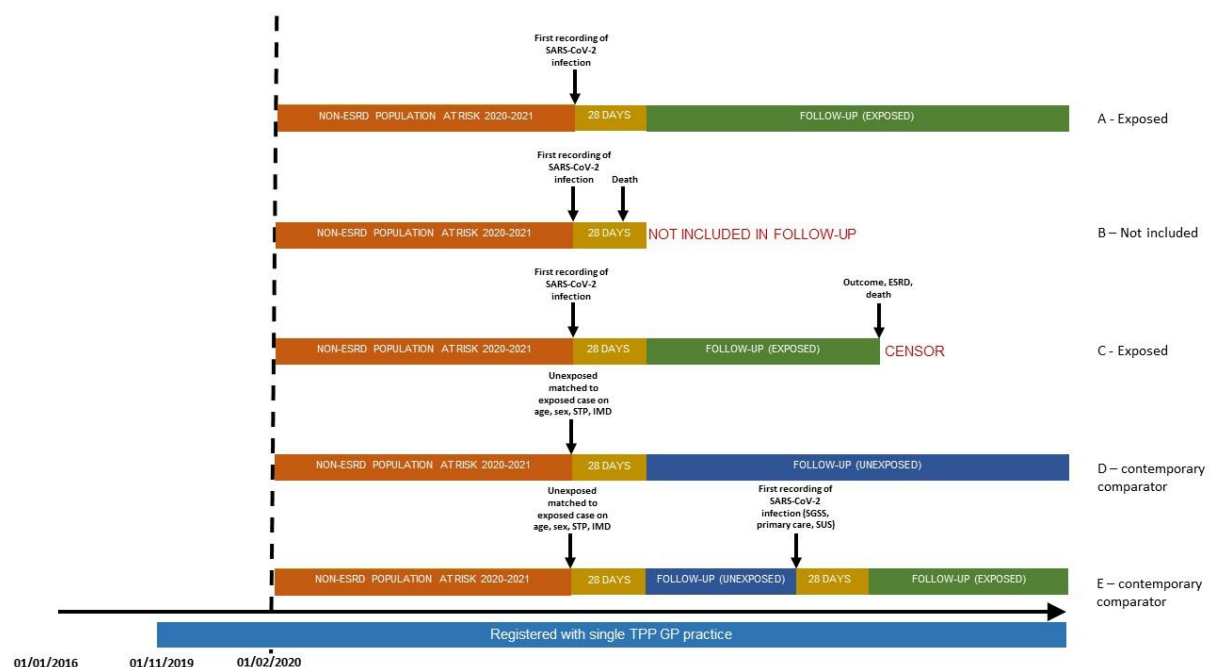 First recording of
SARS-CoV-2
infection
NON-ESRD POPULATION AT RISK 2020-2021
28 DAYS
FOLLOW-UP (EXPOSED)
A - Exposed
First recording of
SARS-CoV-2
infection
Death
NON-ESRD POPULATION AT RISK 2020-2021
28 DAYS
NOT INCLUDED IN FOLLOW-UP
B – Not included
First recording of
SARS-CoV-2
infection
Outcome, ESRD,
death
NON-ESRD POPULATION AT RISK 2020-2021
28 DAYS
FOLLOW-UP (EXPOSED)
CENSOR
C - Exposed
Unexposed
matched to
exposed case on
age, sex, STP, IMD
NON-ESRD POPULATION AT RISK 2020-2021
28 DAYS
FOLLOW-UP (UNEXPOSED)
D – contemporary
comparator
Unexposed
matched to
exposed case on
age, sex, STP, IMD
First recording of
SARS-CoV-2
infection (SGSS,
primary care, SUS)
NON-ESRD POPULATION AT RISK 2020-2021
28 DAYS
FOLLOW-UP (UNEXPOSED)
28 DAYS
FOLLOW-UP (EXPOSED)
E – contemporary
comparator
Registered with single TPP GP practice
01/01/2016
01/11/2019
01/02/2020